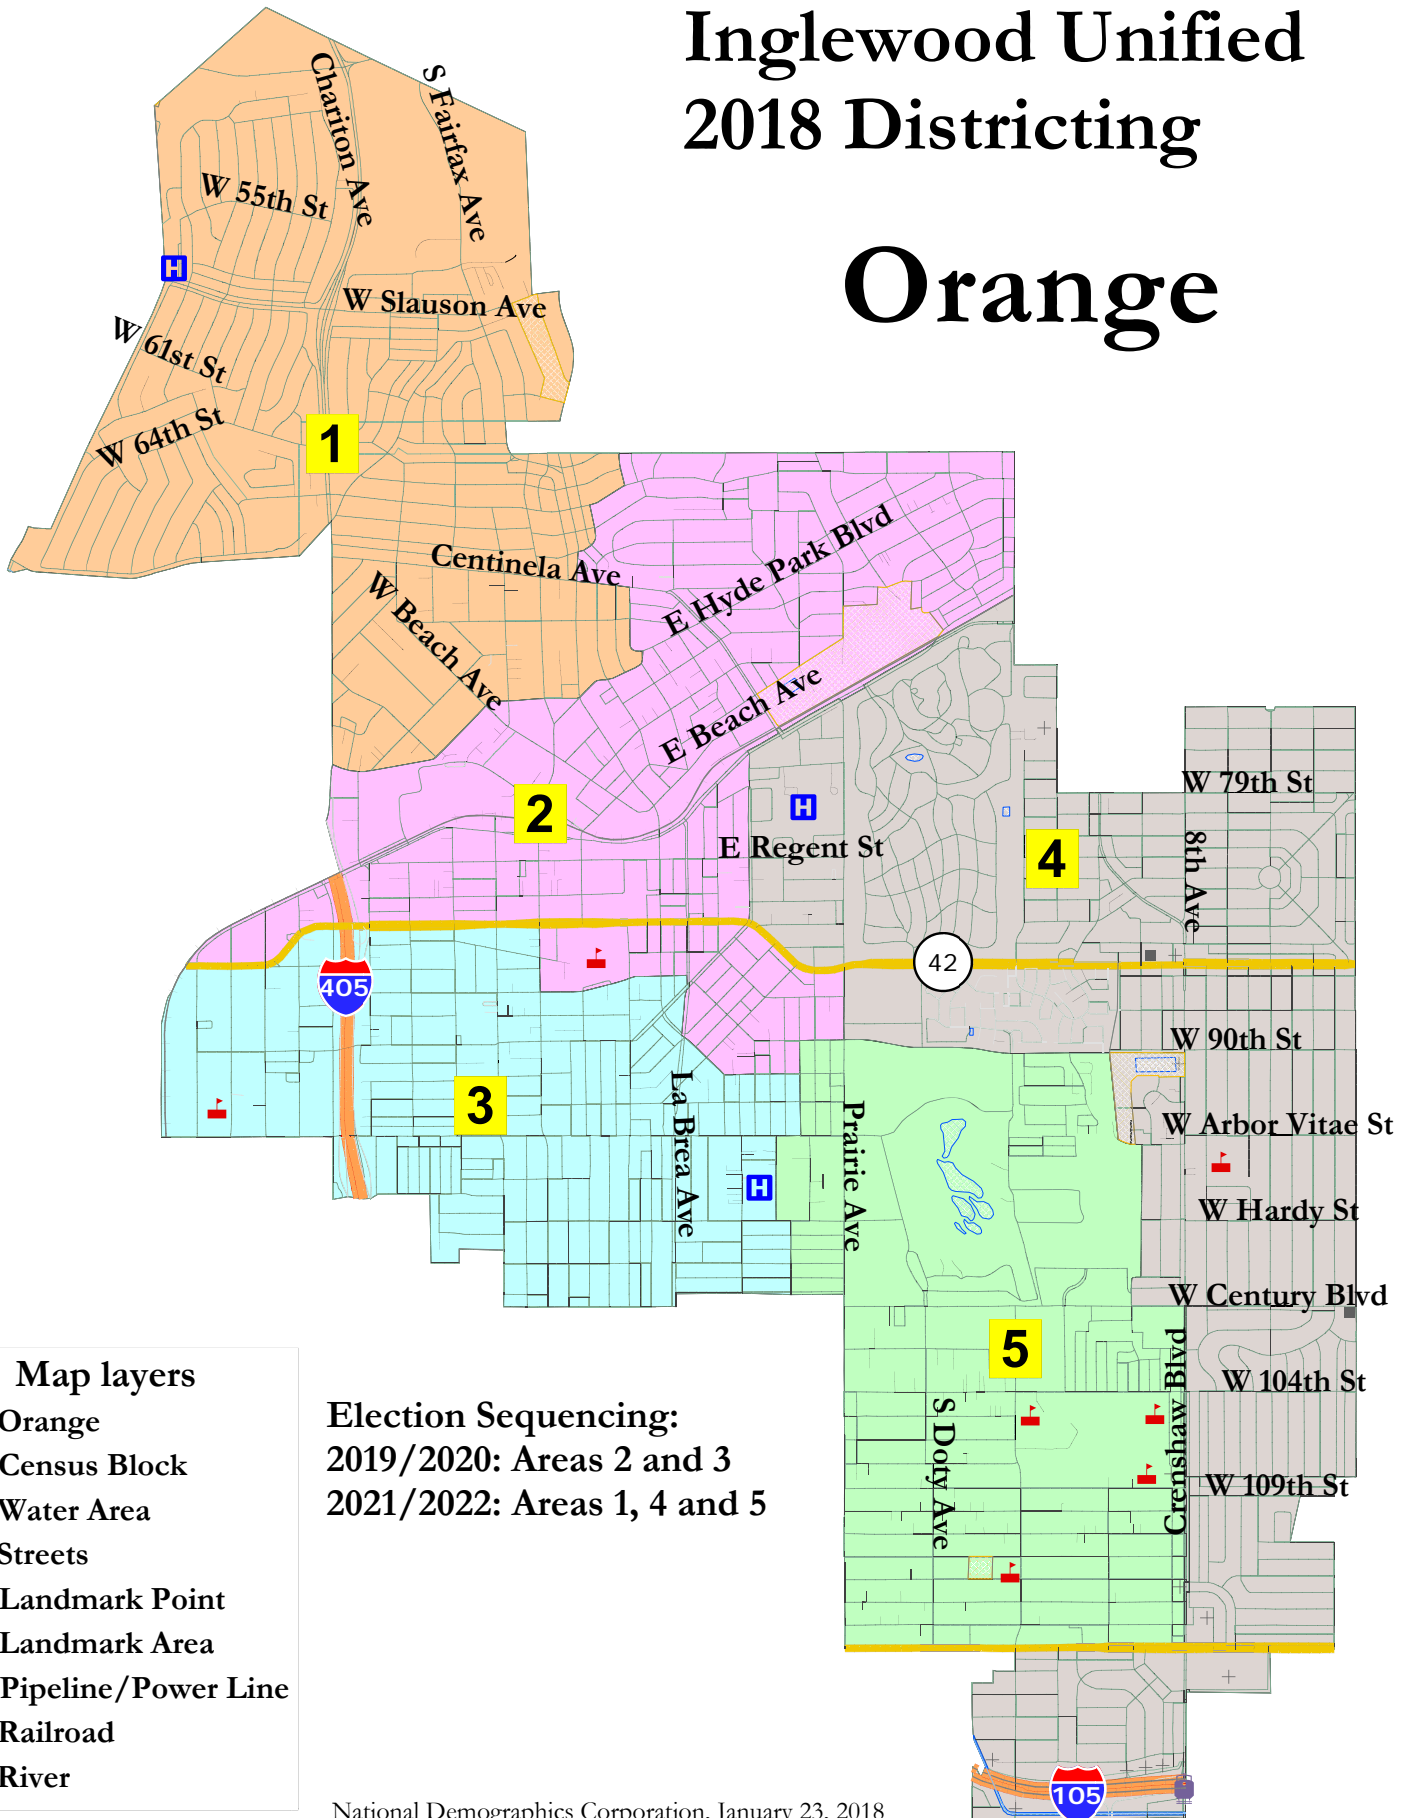 Inglewood Unified
2018 Districting
Orange
Chariton Ave
S Fairfax Ave
W 55th St
H
W Slauson Ave
W 61st St
W 64th St
1
Centinela Ave
W Beach Ave
E Hyde Park Blvd
E Beach Ave
2
H
E Regent St
4
W 79th St
8th Ave
42
405
W 90th St
3
La Brea Ave
Prairie Ave
W Arbor Vitae St
H
W Hardy St
W Century Blvd
5
Crenshaw Blvd
W 104th St
S Doty Ave
W 109th St
105
Map layers
Orange
Census Block
Water Area
Streets
Landmark Point
Landmark Area
Pipeline/Power Line
Railroad
River
Election Sequencing:
2019/2020: Areas 2 and 3
2021/2022: Areas 1, 4 and 5
National Demographics Corporation, January 23, 2018